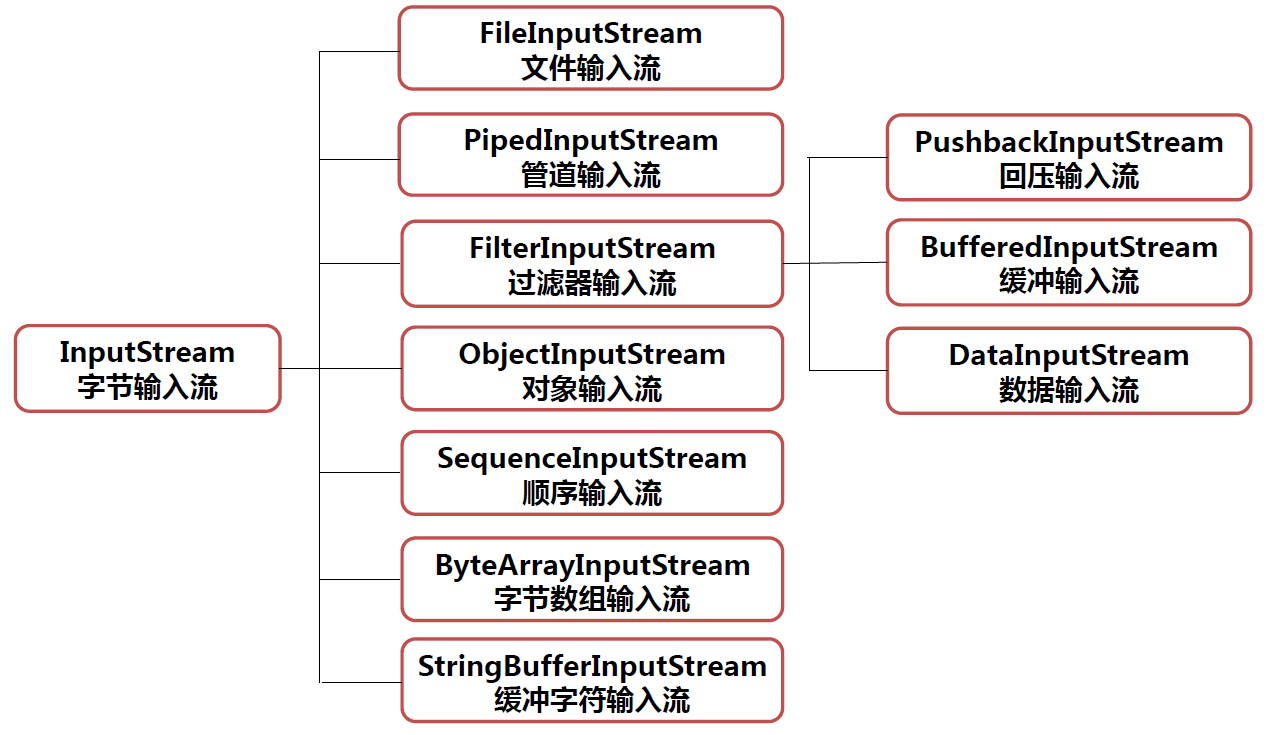 InputStream
字节输入流
FileInputStream
文件输入流
PipedInputStream
管道输入流
FilterInputStream
过滤器输入流
ObjectInputStream
对象输入流
SequenceInputStream
顺序输入流
ByteArrayInputStream
字节数组输入流
StringBufferInputStream
缓冲字符输入流
PushbackInputStream
回压输入流
BufferedInputStream
缓冲输入流
DataInputStream
数据输入流